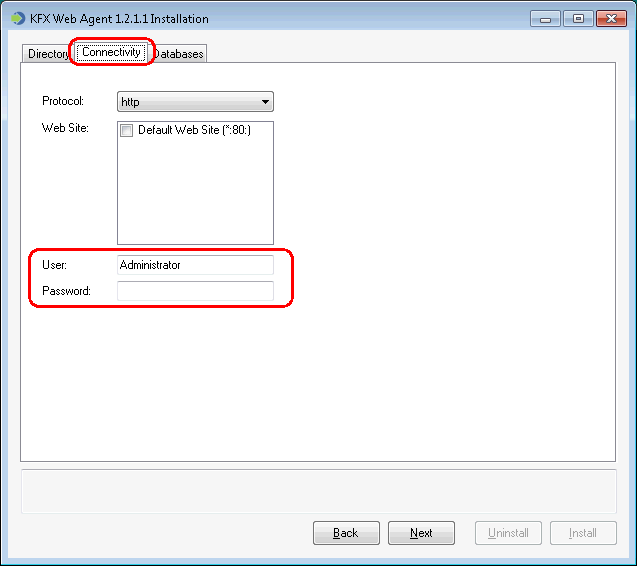 KFX Web Agent 1.2.1.1 Installation
Directory Connectivity Databases
Protocol: http
Web Site: Default Web Site (*:80:)
User: Administrator
Password:
Back Next Uninstall Install